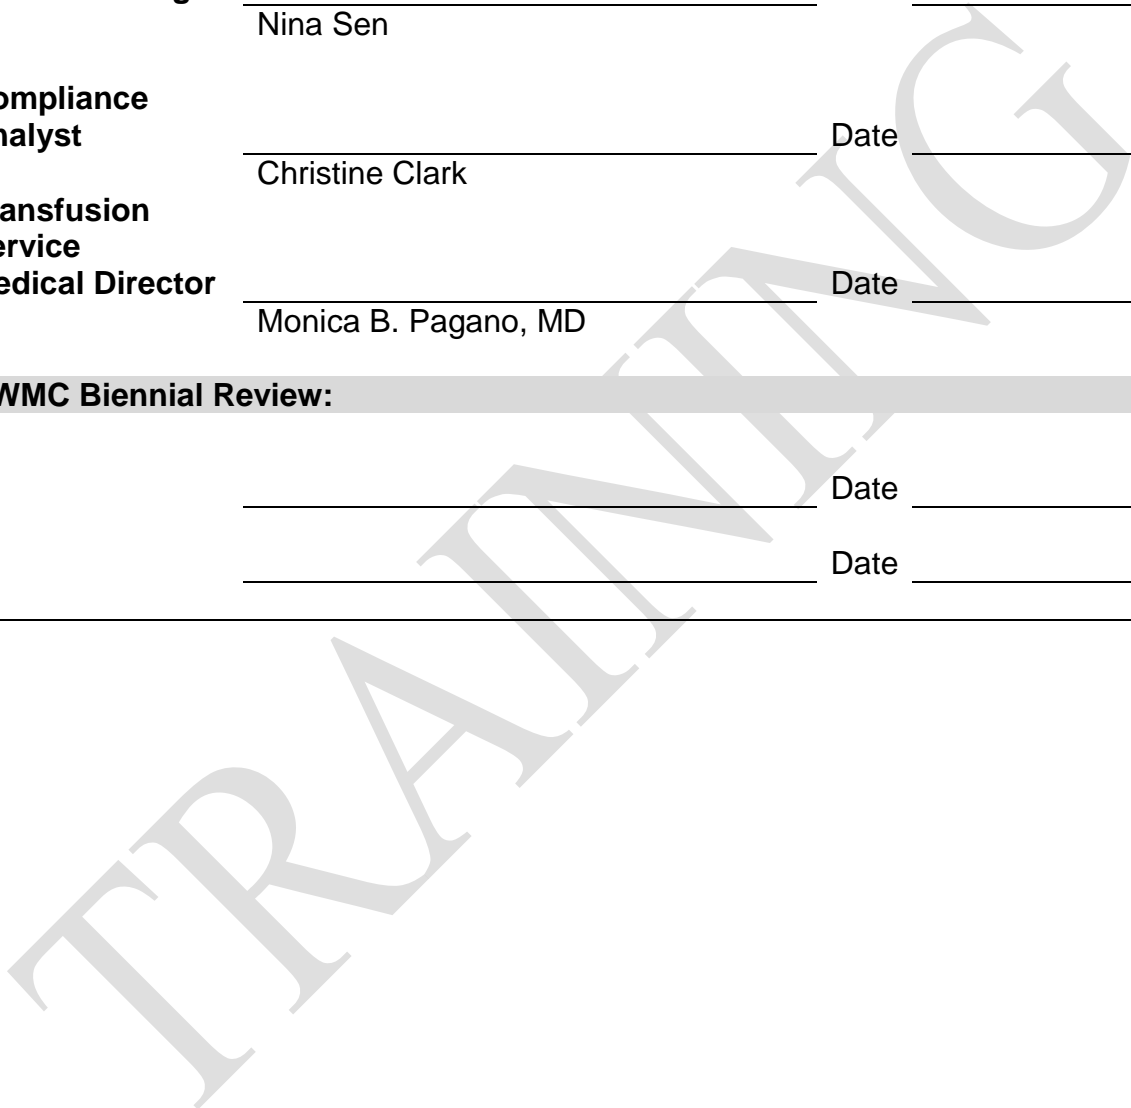 Nina Sen
ompliance
nalyst Date
Christine Clark
ansfusion
ervice
edical Director Date
Monica B. Pagano, MD
WMC Biennial Review:
Date
Date
TRAINING